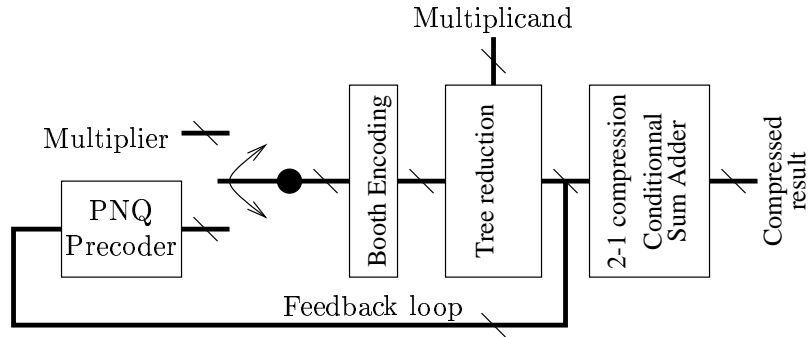 Multiplicand
Multiplier
PNQ
Precoder
Booth Encoding
Tree reduction
2-1 compression
Conditionnal
Sum Adder
Compressed
result
Feedback loop